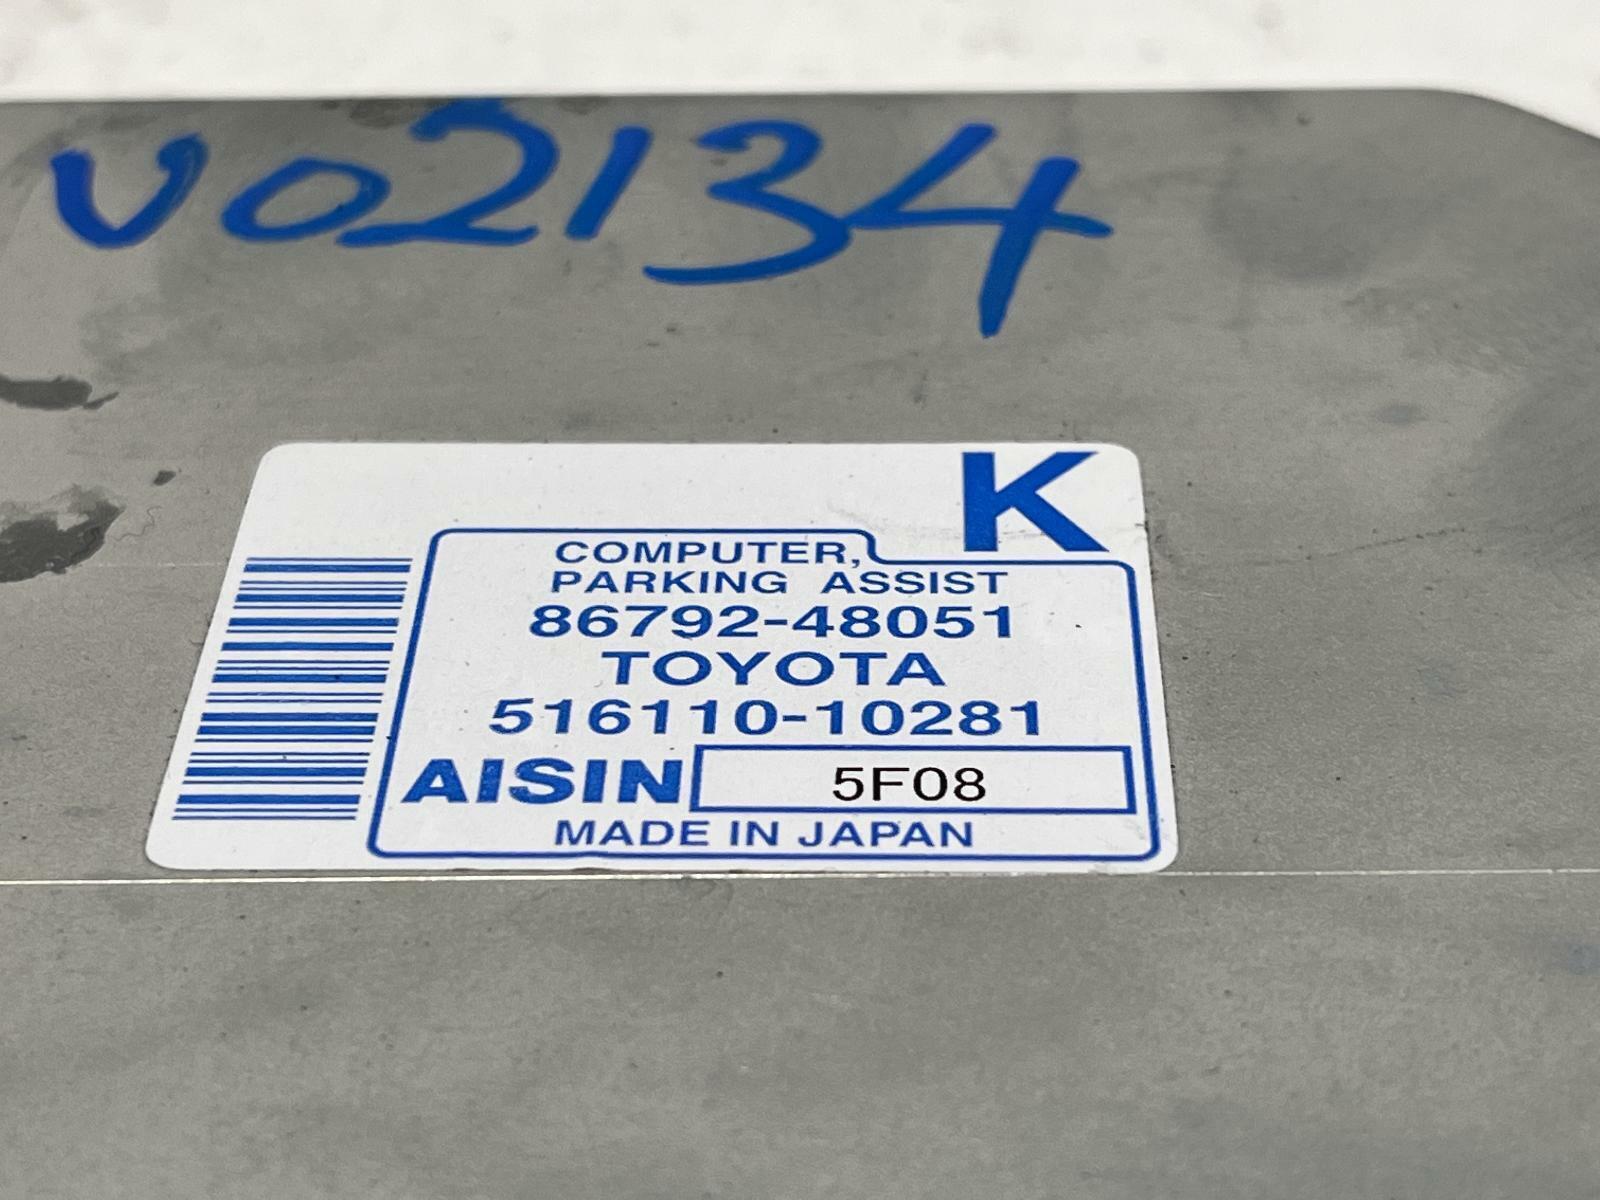 V02134
K
COMPUTER,
PARKING ASSIST
86792-48051
TOYOTA
516110-10281
AISIN 5F08
MADE IN JAPAN